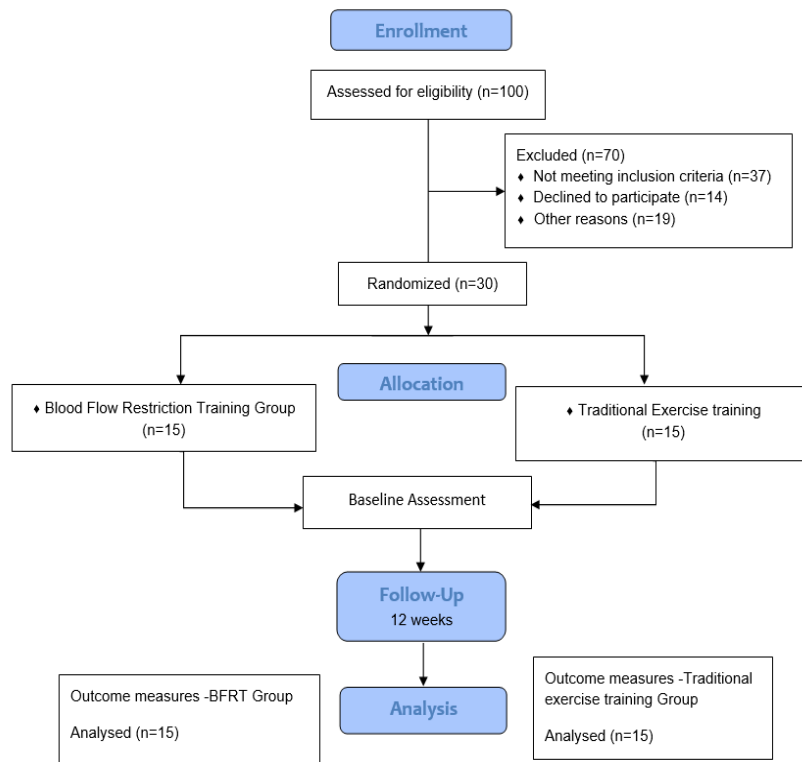 Enrollment
Assessed for eligibility (n=100)
Excluded (n=70)
♦ Not meeting inclusion criteria (n=37)
♦ Declined to participate (n=14)
♦ Other reasons (n=19)
Randomized (n=30)
Allocation
♦ Blood Flow Restriction Training Group
(n=15)
♦ Traditional Exercise training
(n=15)
Baseline Assessment
Follow-Up
12 weeks
Outcome measures -BFRT Group
Analysed (n=15)
Analysis
Outcome measures -Traditional
exercise training Group
Analysed (n=15)